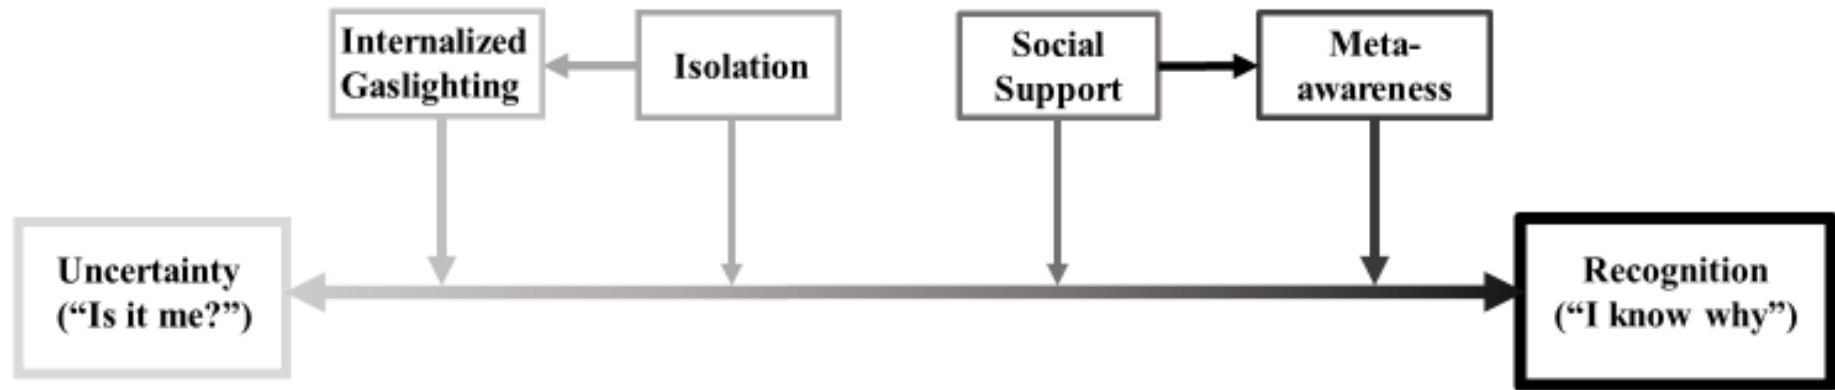 Internalized
Gaslighting
Isolation
Social
Support
Meta-
awareness
Uncertainty
(“Is it me?”)
Recognition
(“I know why”)